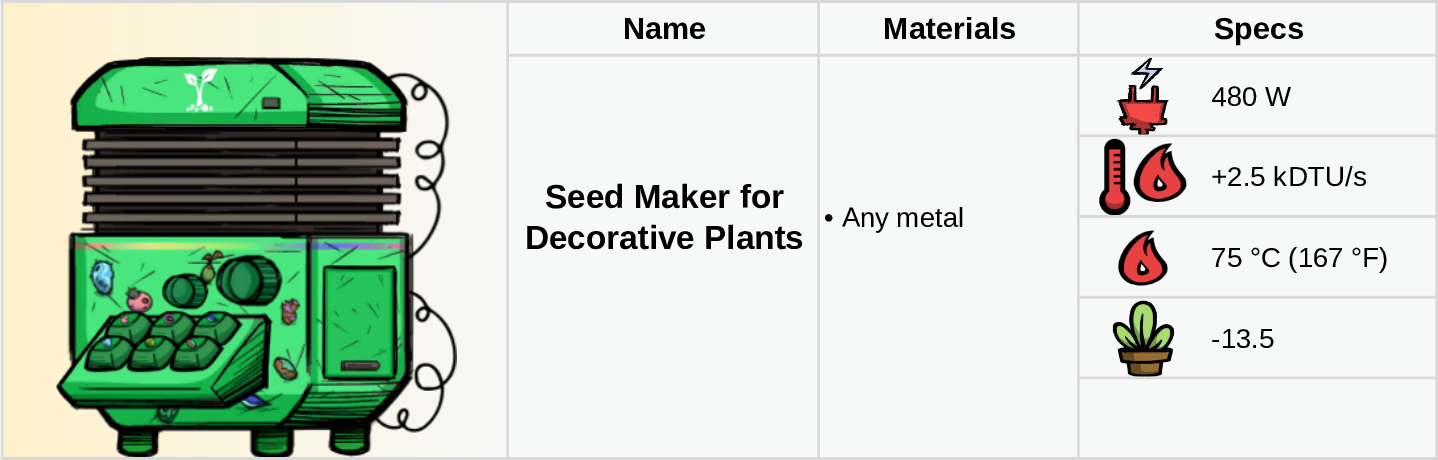 Name
Materials
Specs
Seed Maker for
Decorative Plants
• Any metal
480 W
+2.5 kDTU/s
75 °C (167 °F)
-13.5